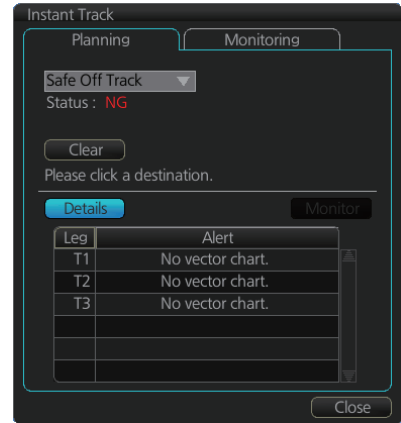 Instant Track
Planning Monitoring
Safe Off Track
Status : NG
Clear
Please click a destination.
Details Monitor
Leg Alert
T1 No vector chart.
T2 No vector chart.
T3 No vector chart.
Close